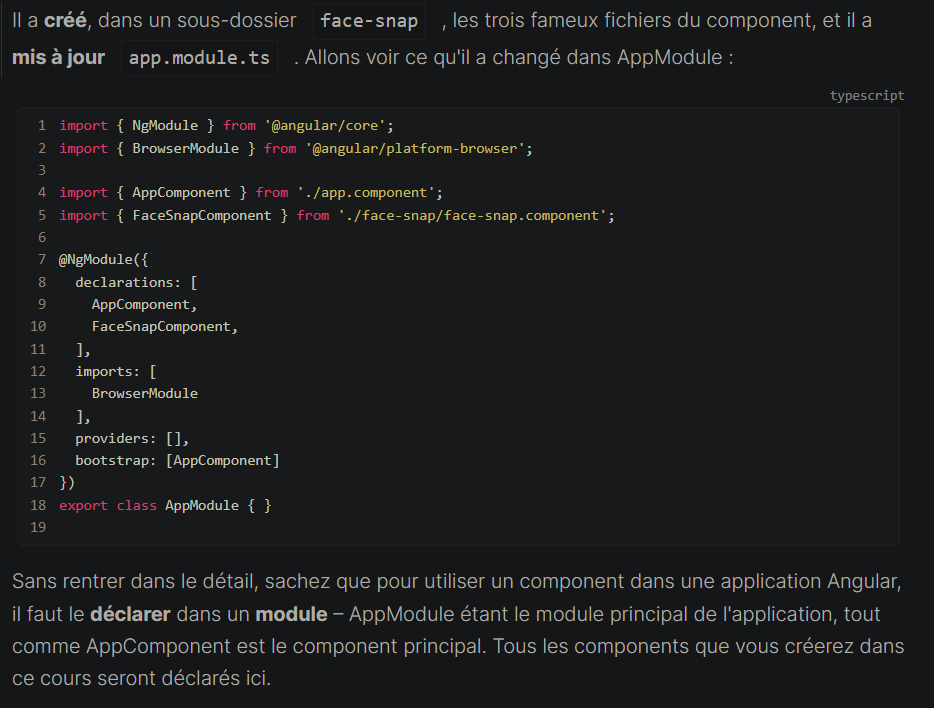 Il a créé, dans un sous-dossier face-snap , les trois fameux fichiers du component, et il a
mis à jour app.module.ts . Allons voir ce qu'il a changé dans AppModule :
typescript
1 import { NgModule } from '@angular/core';
2 import { BrowserModule } from '@angular/platform-browser';
3
4 import { AppComponent } from './app.component';
5 import { FaceSnapComponent } from './face-snap/face-snap.component';
6
7 @NgModule({
8   declarations: [
9     AppComponent,
10     FaceSnapComponent,
11   ],
12   imports: [
13     BrowserModule
14   ],
15   providers: [],
16   bootstrap: [AppComponent]
17 })
18 export class AppModule { }
19
Sans rentrer dans le détail, sachez que pour utiliser un component dans une application Angular,
il faut le déclarer dans un module – AppModule étant le module principal de l'application, tout
comme AppComponent est le component principal. Tous les components que vous créerez dans
ce cours seront déclarés ici.